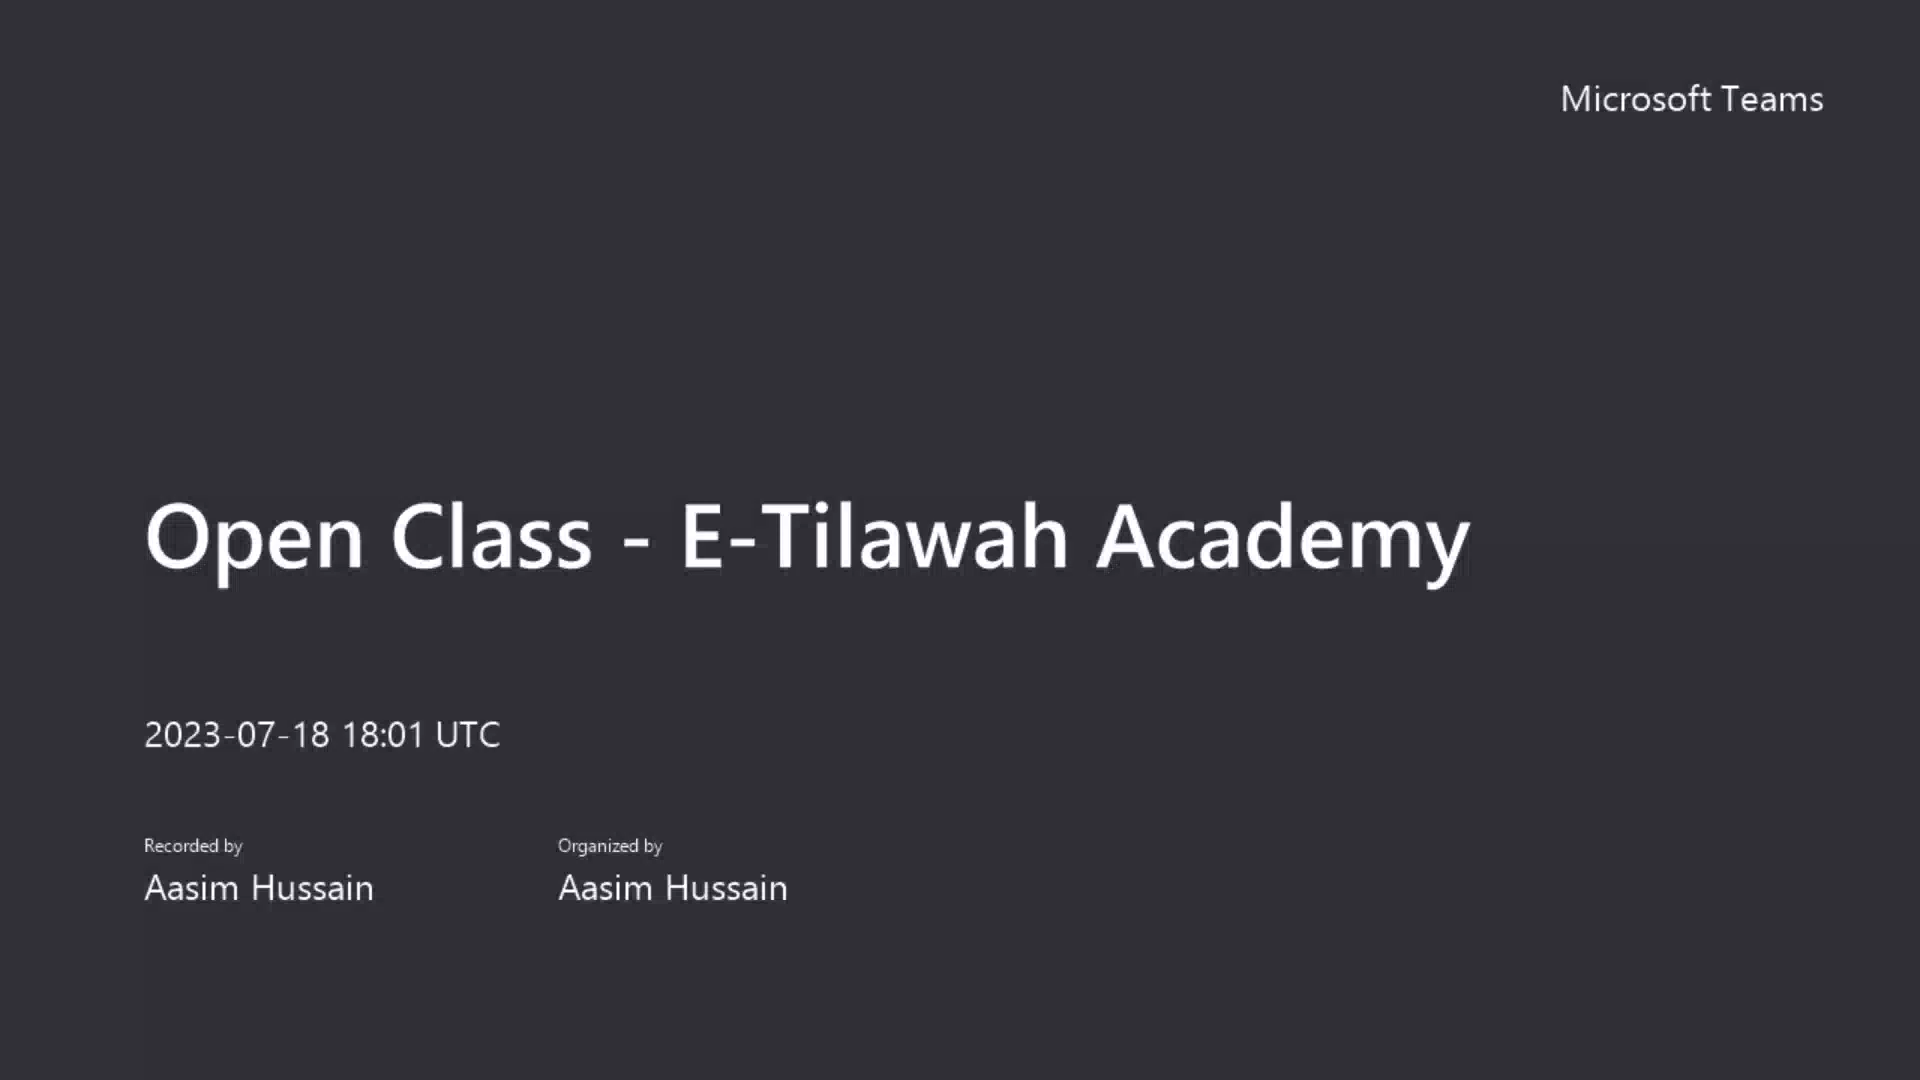 Microsoft Teams
Open Class - E-Tilawah Academy
2023-07-18 18:01 UTC
Recorded by
Aasim Hussain
Organized by
Aasim Hussain